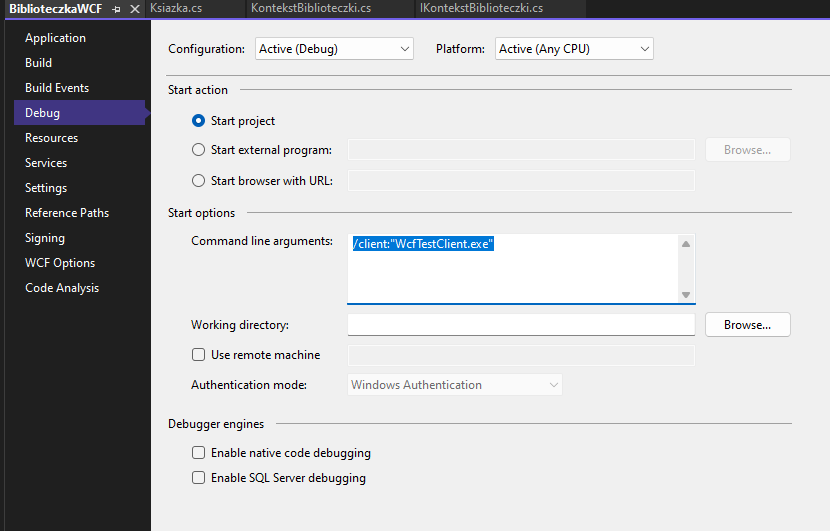 BiblioteczkaWCF Ksiazka.cs KontekstBiblioteczki.cs IKontekstBiblioteczki.cs
Application
Build
Build Events
Debug
Resources
Services
Settings
Reference Paths
Signing
WCF Options
Code Analysis
Configuration: Active (Debug) Platform: Active (Any CPU)
Start action
Start project
Start external program: Browse...
Start browser with URL:
Start options
Command line arguments: /client:"WcfTestClient.exe"
Working directory: Browse...
Use remote machine
Authentication mode: Windows Authentication
Debugger engines
Enable native code debugging
Enable SQL Server debugging